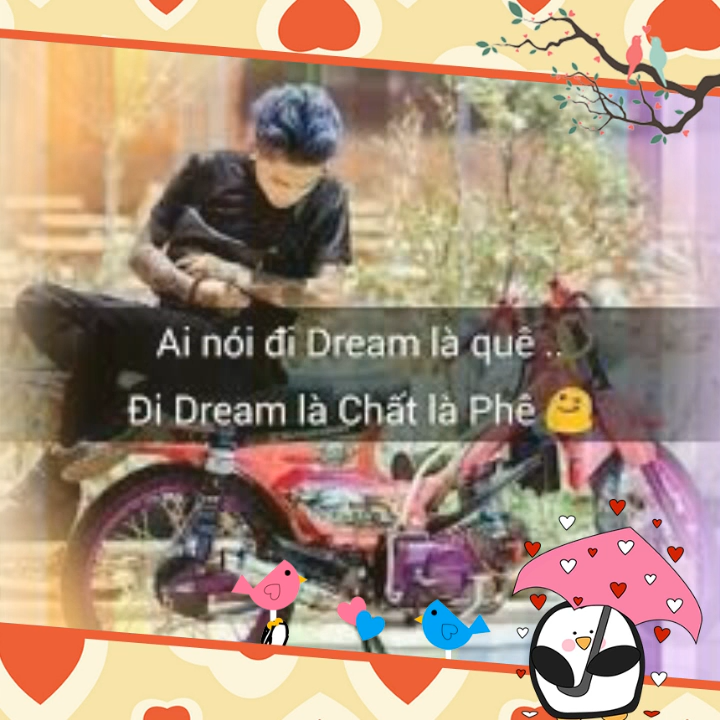 Ai nói đi Dream là quê ..
Đi Dream là Chất là Phê 😋